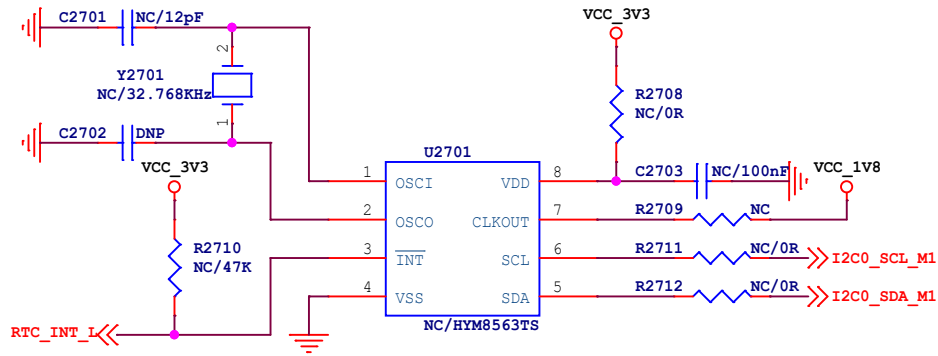 C2701 NC/12pF
VCC_3V3
2
Y2701
NC/32.768KHz
R2708
NC/0R
1
C2702 DNP
VCC_3V3
U2701
1 OSCI VDD 8
C2703 NC/100nF
VCC_1V8
2 OSCO CLKOUT 7
R2709 NC
R2710
NC/47K
3 INT SCL 6
R2711 NC/0R
I2C0_SCL_M1
4 VSS SDA 5
R2712 NC/0R
I2C0_SDA_M1
NC/HYM8563TS
RTC_INT_L